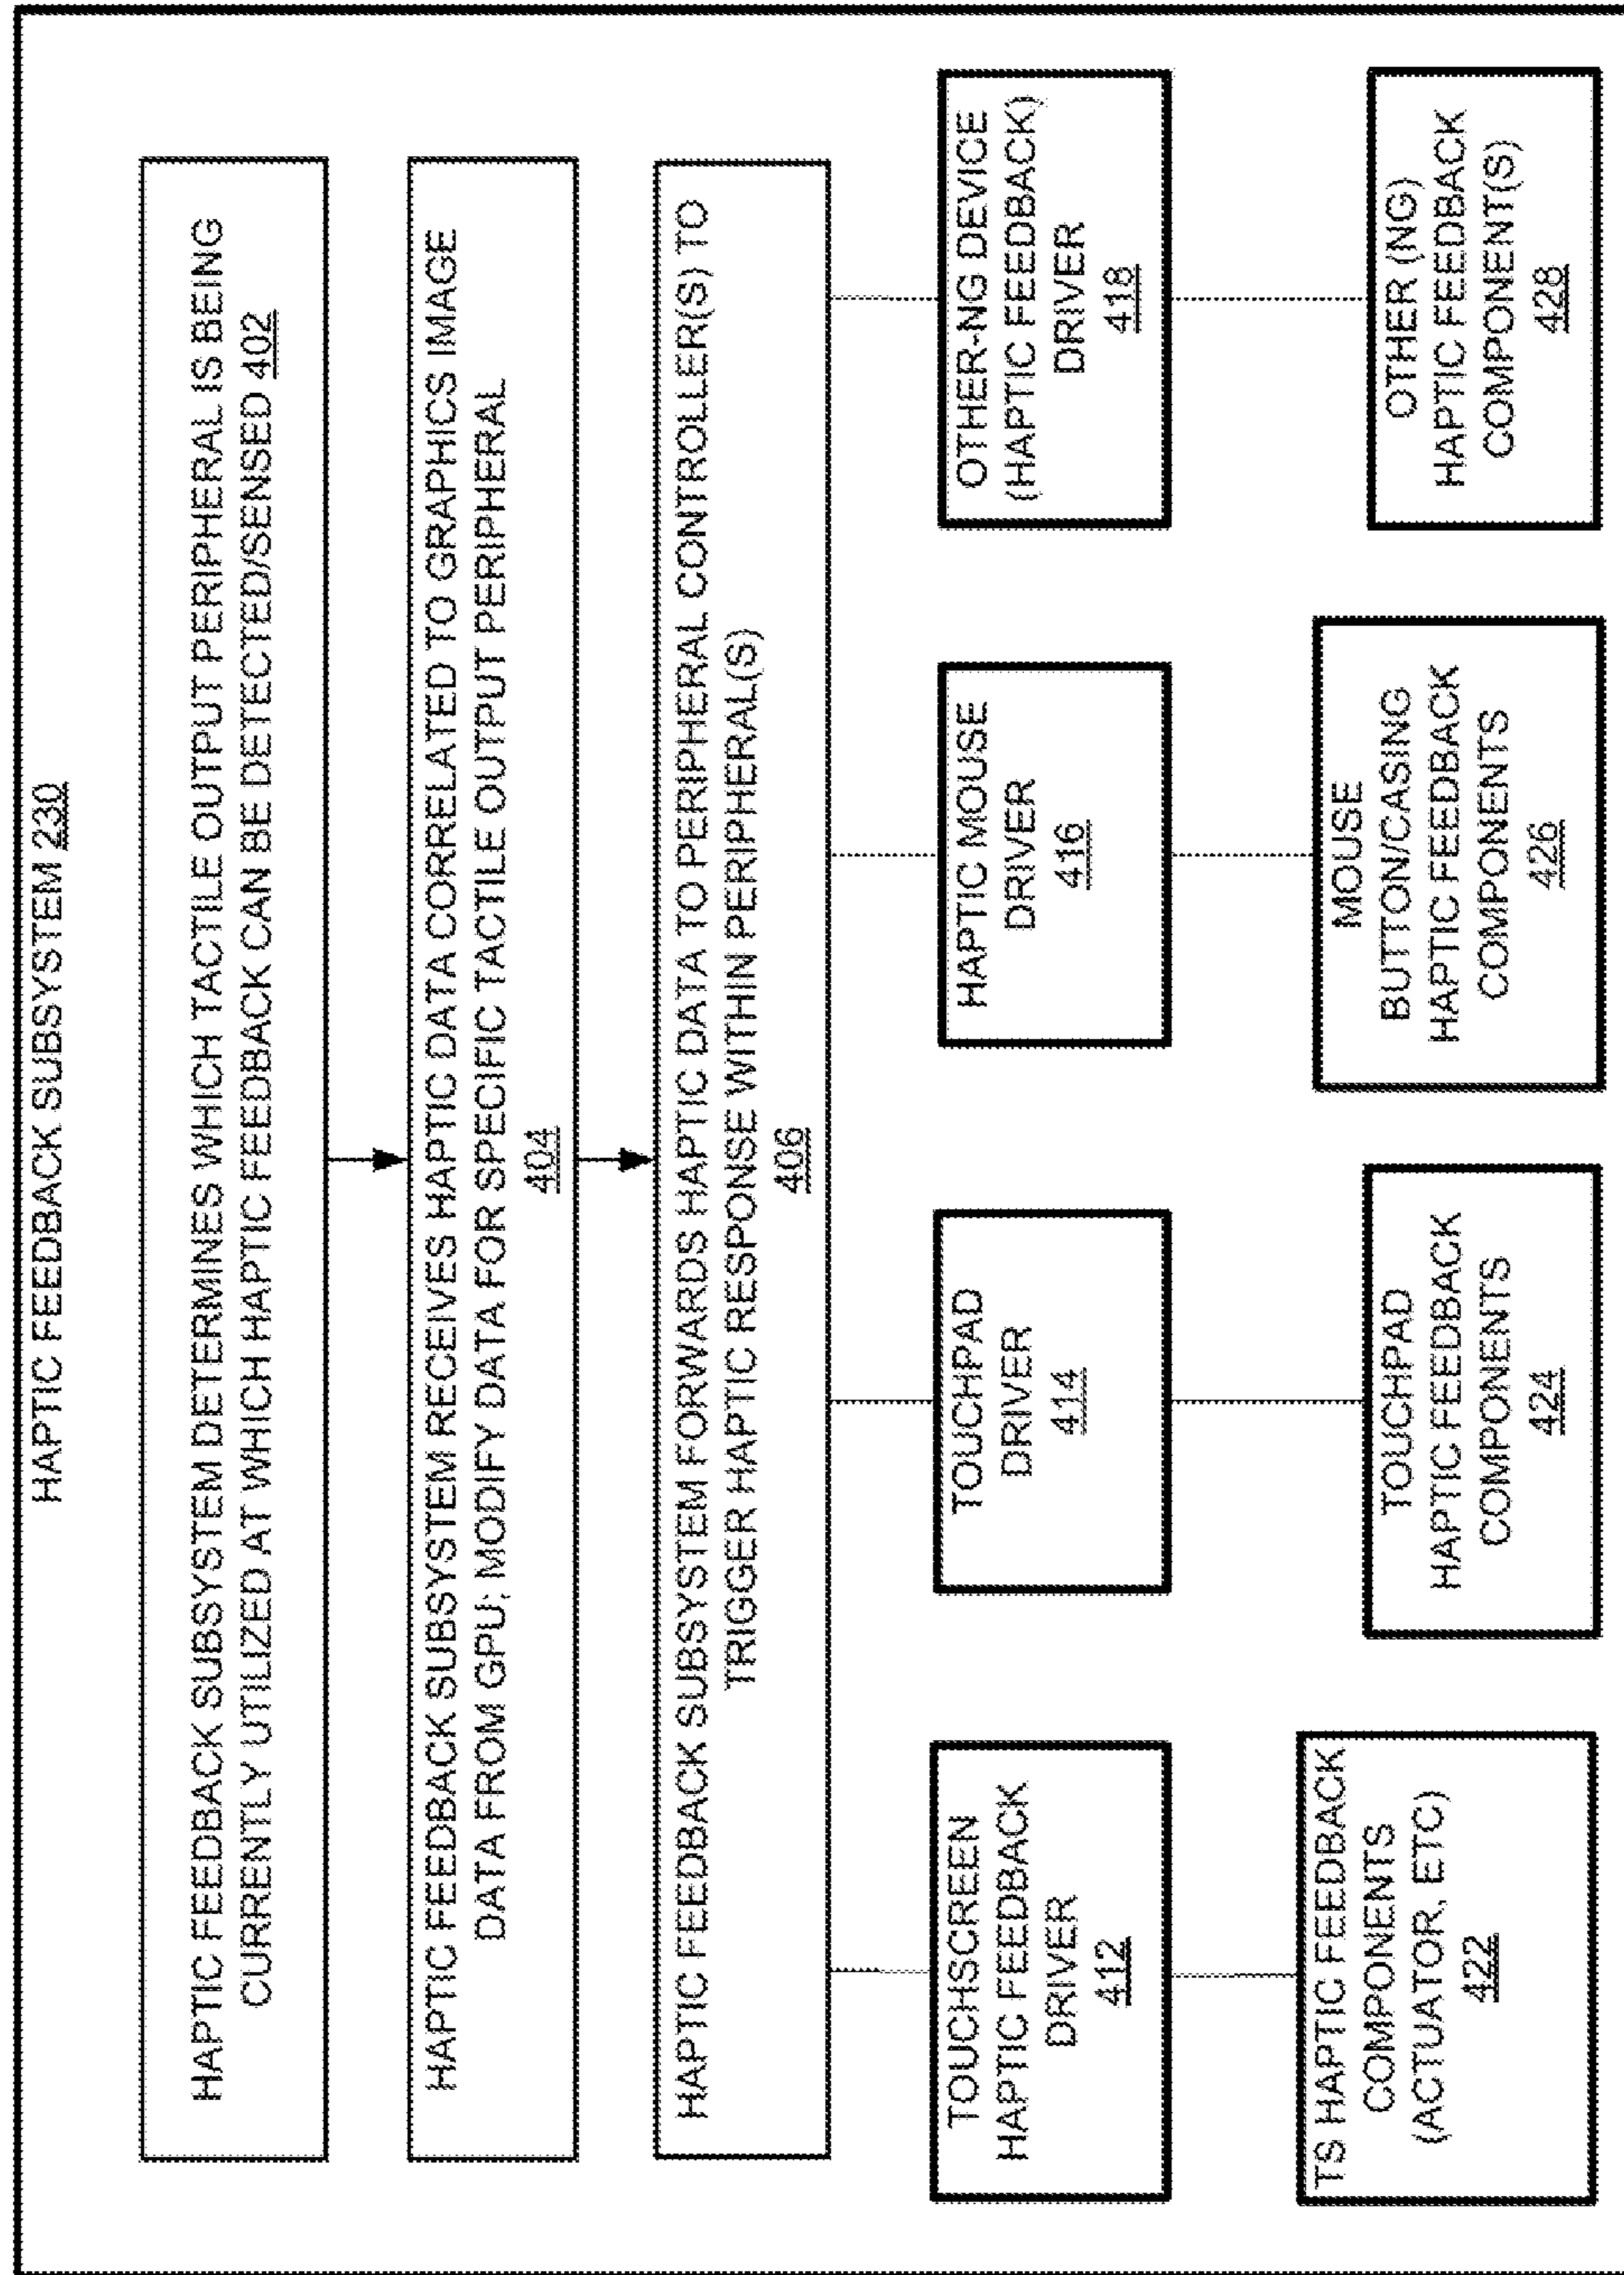 HAPTIC FEEDBACK SUBSYSTEM 230
HAPTIC FEEDBACK SUBSYSTEM DETERMINES WHICH TACTILE OUTPUT PERIPHERAL IS BEING
CURRENTLY UTILIZED AT WHICH HAPTIC FEEDBACK CAN BE DETECTED/SENSED 402
HAPTIC FEEDBACK SUBSYSTEM RECEIVES HAPTIC DATA CORRELATED TO GRAPHICS IMAGE
DATA FROM GPU; MODIFY DATA FOR SPECIFIC TACTILE OUTPUT PERIPHERAL
404
HAPTIC FEEDBACK SUBSYSTEM FORWARDS HAPTIC DATA TO PERIPHERAL CONTROLLER(S) TO
TRIGGER HAPTIC RESPONSE WITHIN PERIPHERAL(S)
406
TOUCHSCREEN
HAPTIC FEEDBACK
DRIVER
412
TOUCHPAD
DRIVER
414
HAPTIC MOUSE
DRIVER
416
OTHER-NG DEVICE
(HAPTIC FEEDBACK)
DRIVER
418
TS HAPTIC FEEDBACK
COMPONENTS
(ACTUATOR, ETC)
422
TOUCHPAD
HAPTIC FEEDBACK
COMPONENTS
424
MOUSE
BUTTON/CASING
HAPTIC FEEDBACK
COMPONENTS
426
OTHER (NG)
HAPTIC FEEDBACK
COMPONENT(S)
428